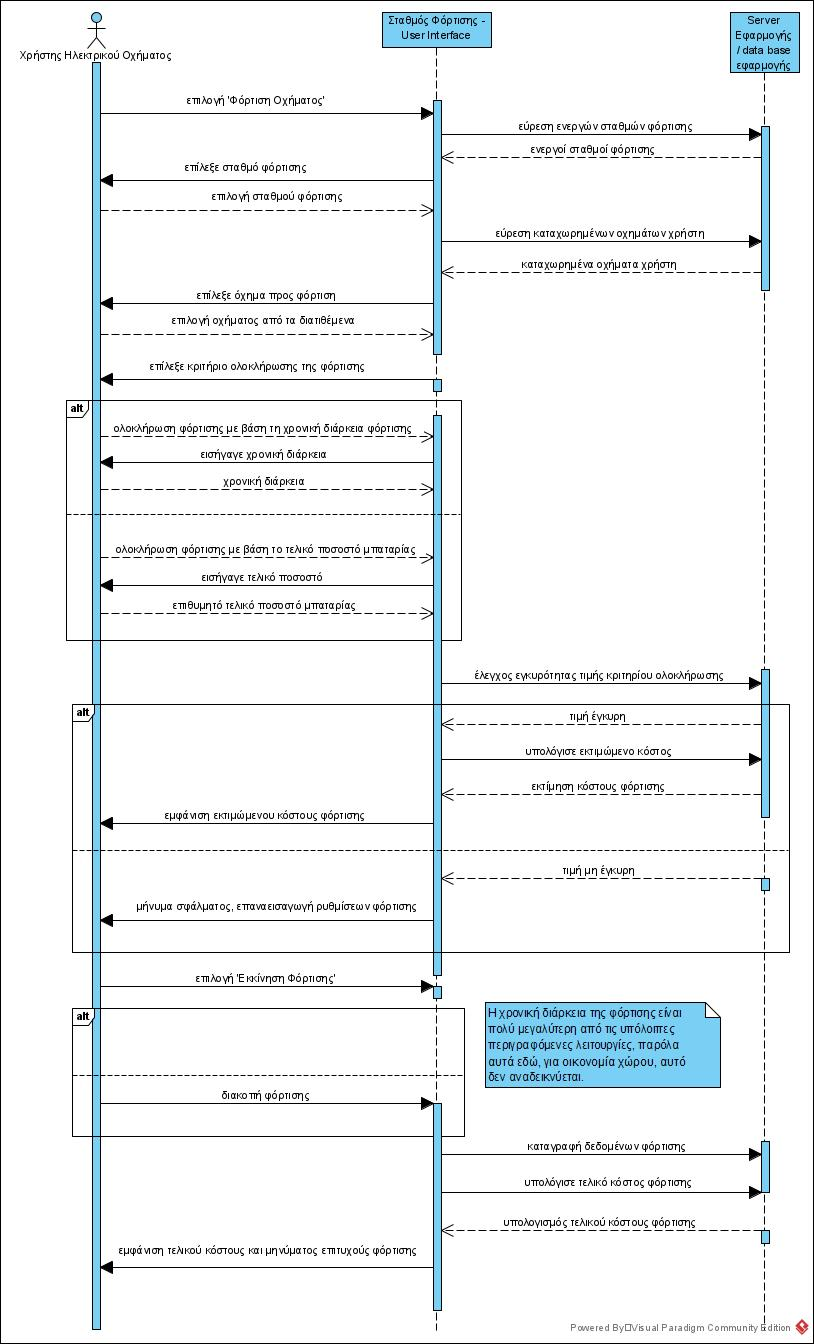 Χρήστης Ηλεκτρικού Οχήματος
Σταθμός Φόρτισης -
User Interface
Server
Εφαρμογής
/ data base
εφαρμογής
επιλογή 'Φόρτιση Οχήματος'
εύρεση ενεργών σταθμών φόρτισης
ενεργοί σταθμοί φόρτισης
επίλεξε σταθμό φόρτισης
επιλογή σταθμού φόρτισης
εύρεση καταχωρημένων οχημάτων χρήστη
καταχωρημένα οχήματα χρήστη
επίλεξε όχημα προς φόρτιση
επιλογή οχήματος από τα διατιθέμενα
επίλεξε κριτήριο ολοκλήρωσης της φόρτισης
alt
ολοκλήρωση φόρτισης με βάση τη χρονική διάρκεια φόρτισης
εισήγαγε χρονική διάρκεια
χρονική διάρκεια
ολοκλήρωση φόρτισης με βάση το τελικό ποσοστό μπαταρίας
εισήγαγε τελικό ποσοστό
επιθυμητό τελικό ποσοστό μπαταρίας
έλεγχος εγκυρότητας τιμής κριτηρίου ολοκλήρωσης
alt
τιμή έγκυρη
υπολόγισε εκτιμώμενο κόστος
εκτίμηση κόστους φόρτισης
εμφάνιση εκτιμώμενου κόστους φόρτισης
τιμή μη έγκυρη
μήνυμα σφάλματος, επαναεισαγωγή ρυθμίσεων φόρτισης
επιλογή 'Εκκίνηση Φόρτισης'
alt
Η χρονική διάρκεια της φόρτισης είναι
πολύ μεγαλύτερη από τις υπόλοιπες
περιγραφόμενες λειτουργίες, παρόλα
αυτά εδώ, για οικονομία χώρου, αυτό
δεν αναδεικνύεται.
διακοπή φόρτισης
καταγραφή δεδομένων φόρτισης
υπολόγισε τελικό κόστος φόρτισης
υπολογισμός τελικού κόστους φόρτισης
εμφάνιση τελικού κόστους και μηνύματος επιτυχούς φόρτισης
Powered By□Visual Paradigm Community Edition